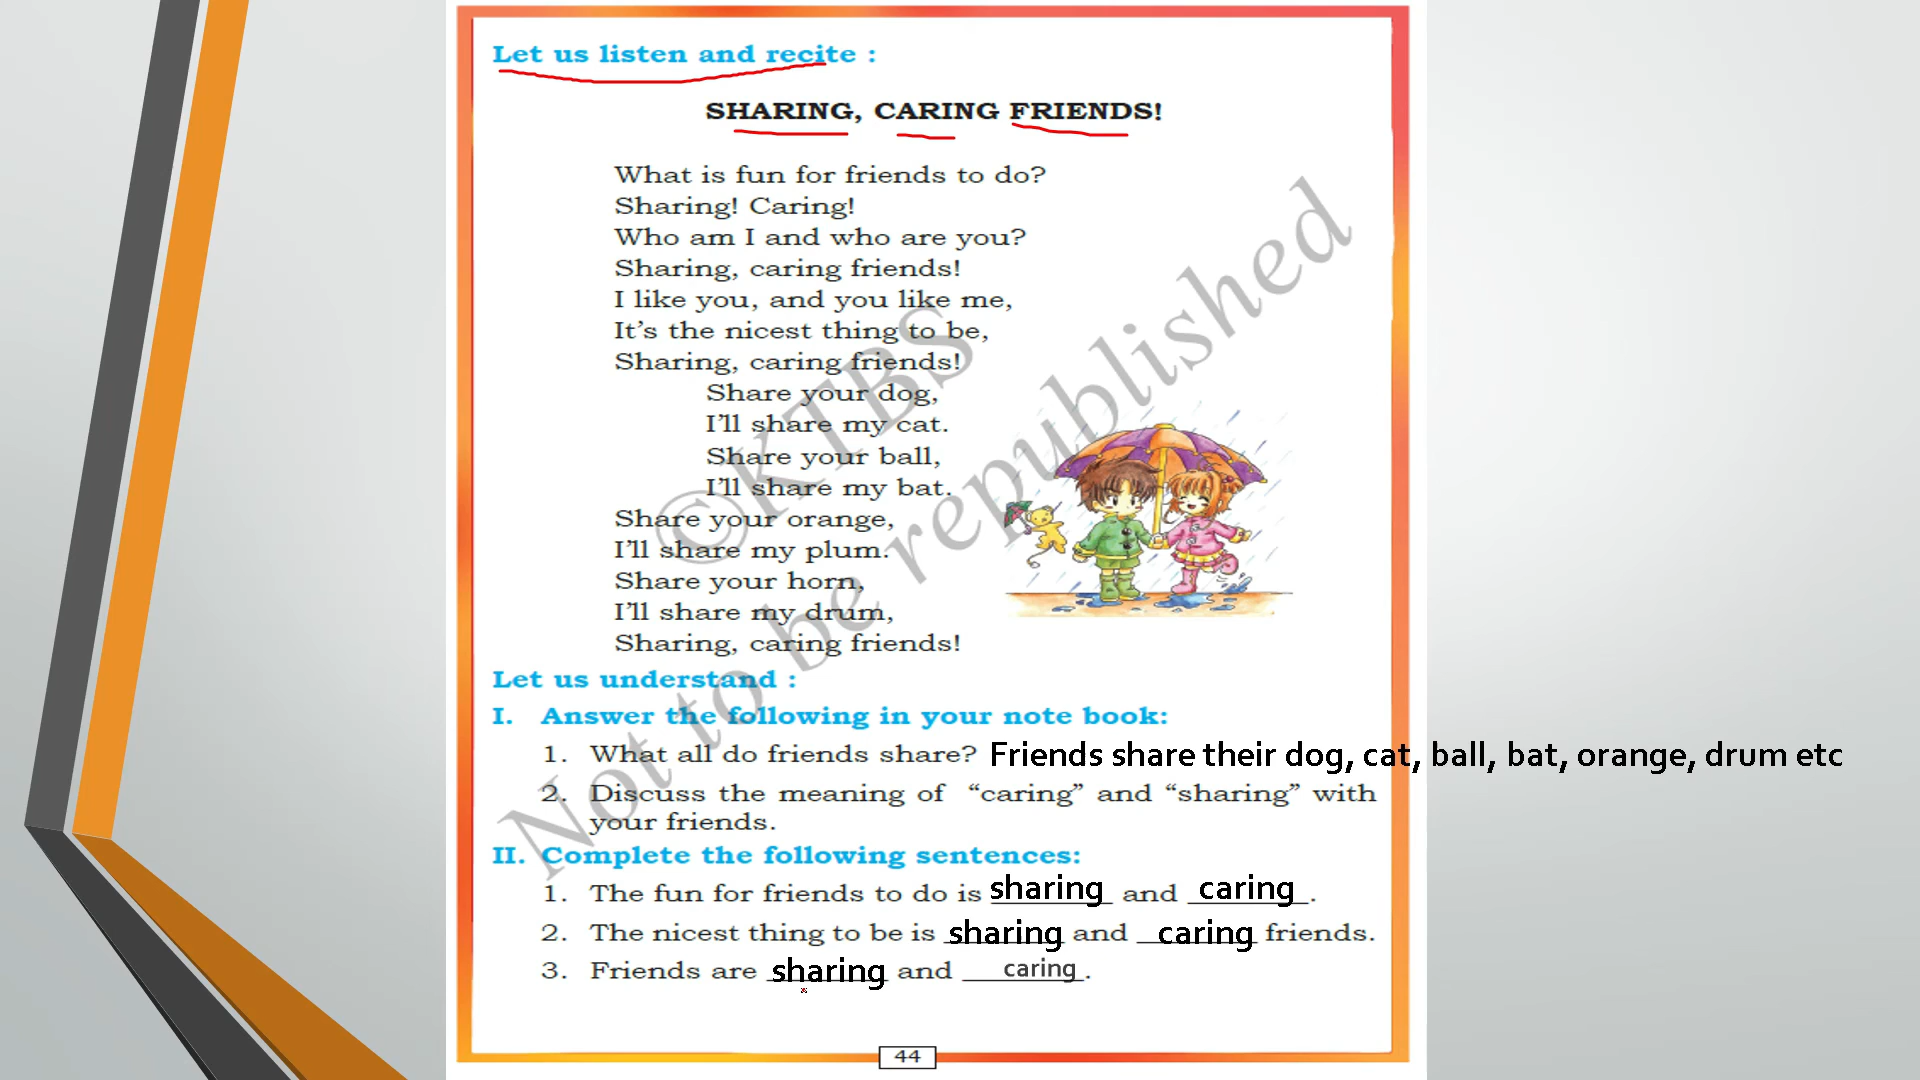 Let us listen and recite :
SHARING, CARING FRIENDS!
What is fun for friends to do?
Sharing! Caring!
Who am I and who are you?
Sharing, caring friends!
I like you, and you like me,
It's the nicest thing to be,
Sharing, caring friends!
Share your dog,
I'll share my cat.
Share your ball,
I'll share my bat.
Share your orange,
I'll share my plum.
Share your horn,
I'll share my drum,
Sharing, caring friends!
©KTBS
Not to be republished
Let us understand :
I. Answer the following in your note book:
1. What all do friends share? Friends share their dog, cat, ball, bat, orange, drum etc
2. Discuss the meaning of “caring” and “sharing” with
your friends.
II. Complete the following sentences:
1. The fun for friends to do is sharing and caring.
2. The nicest thing to be is sharing and caring friends.
3. Friends are sharing and caring.
44